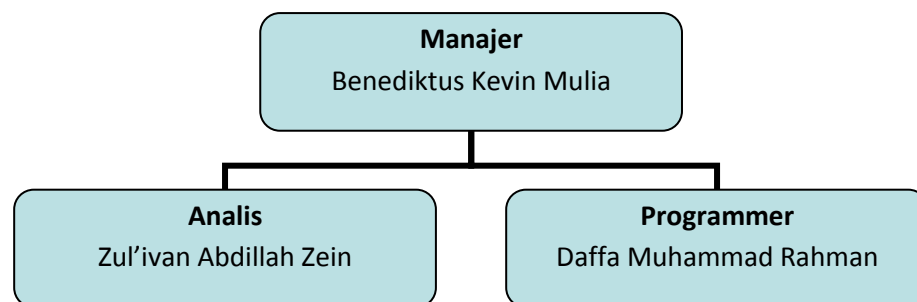 Manajer
Benediktus Kevin Mulia
Analis
Zul’ivan Abdillah Zein
Programmer
Daffa Muhammad Rahman